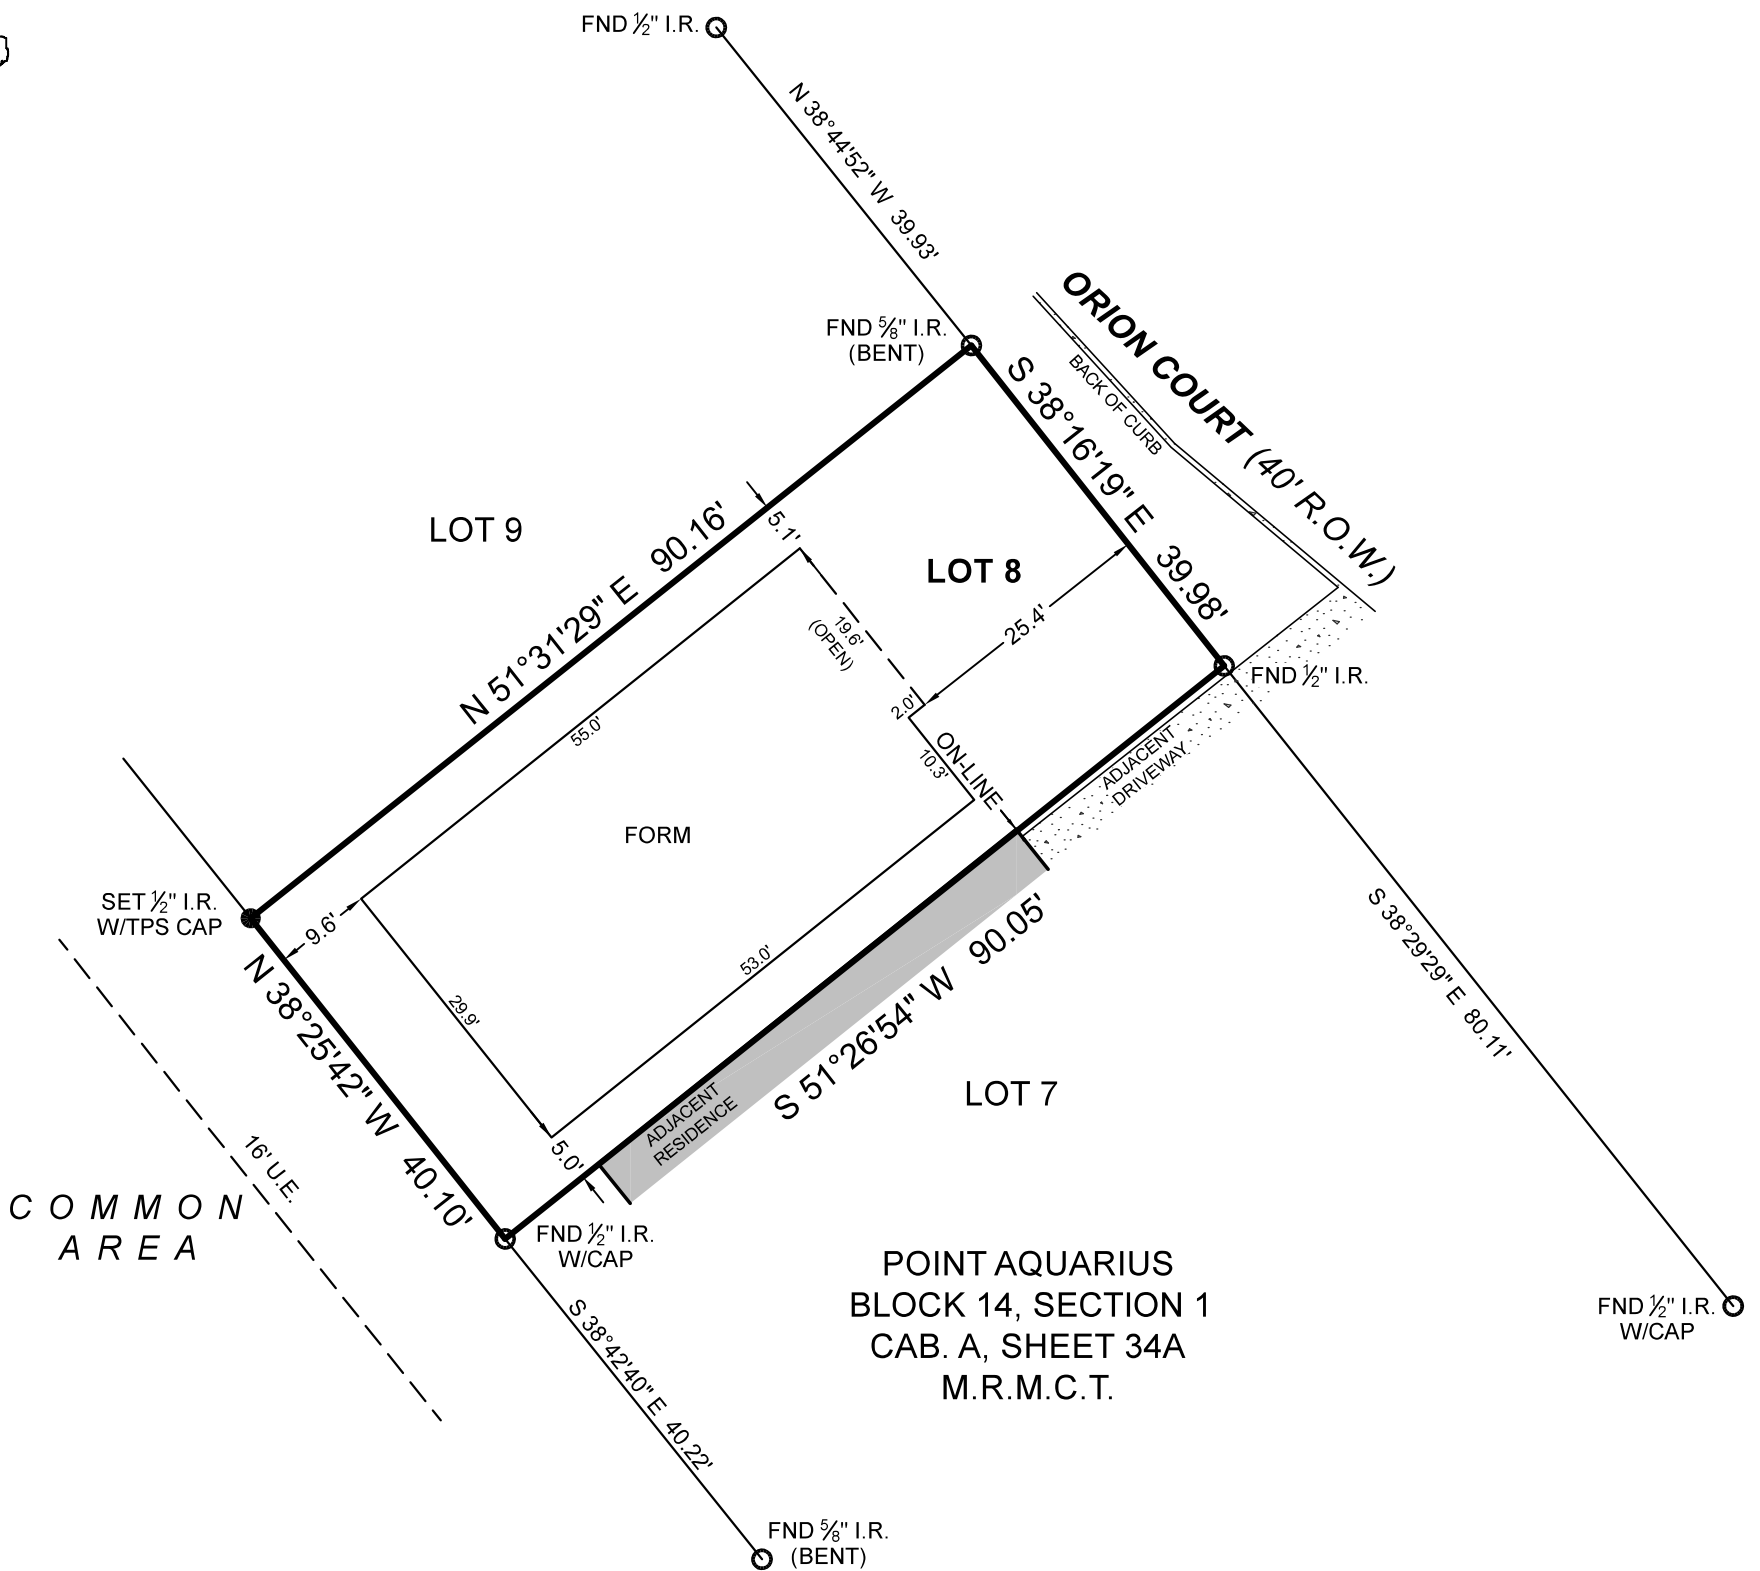 FND ½" I.R.
N 38°44'52" W 39.93'
ORION COURT (40' R.O.W.)
BACK OF CURB
FND ⅝" I.R.
(BENT)
S 38°16'19" E 39.98'
LOT 9
N 51°31'29" E 90.16'
5.1'
LOT 8
19.6'
(OPEN)
25.4'
FND ½" I.R.
2.0'
ON-LINE
10.3'
55.0'
ADJACENT
DRIVEWAY
FORM
SET ½" I.R.
W/TPS CAP
9.6'
N 38°25'42" W 40.10'
29.9'
53.0'
S 51°26'54" W 90.05'
S 38°29'29" E 80.11'
ADJACENT
RESIDENCE
LOT 7
5.0'
16' U.E.
COMMON
AREA
FND ½" I.R.
W/CAP
S 38°42'40" E 40.22'
POINT AQUARIUS
BLOCK 14, SECTION 1
CAB. A, SHEET 34A
M.R.M.C.T.
FND ½" I.R.
W/CAP
FND ⅝" I.R.
(BENT)